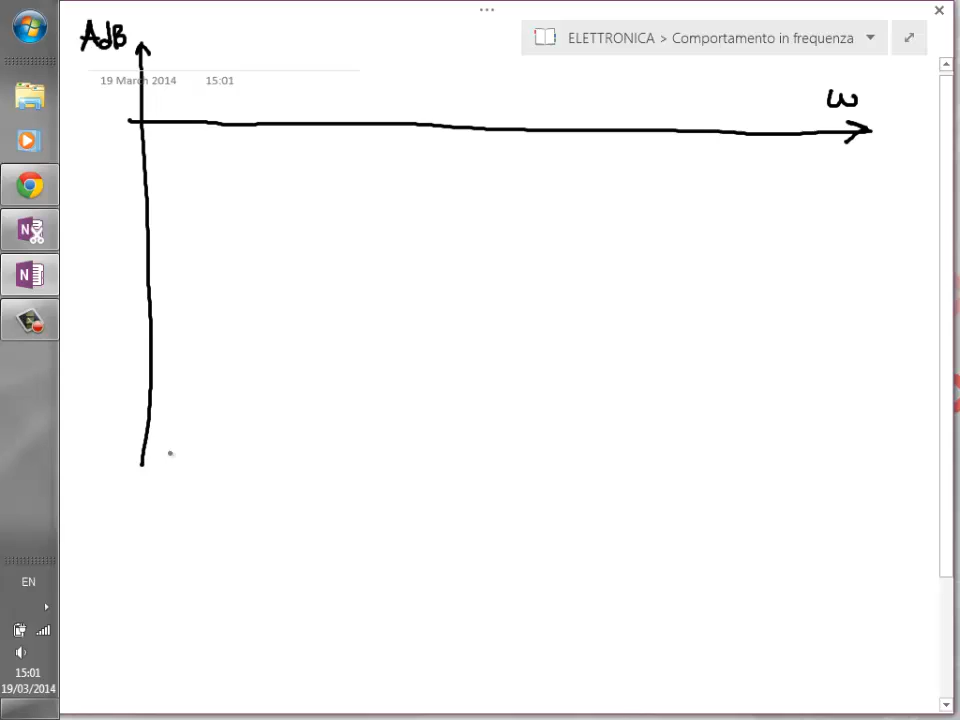 AdB
ELETTRONICA > Comportamento in frequenza
19 March 2014 15:01
ω
N
N
EN
15:01
19/03/2014